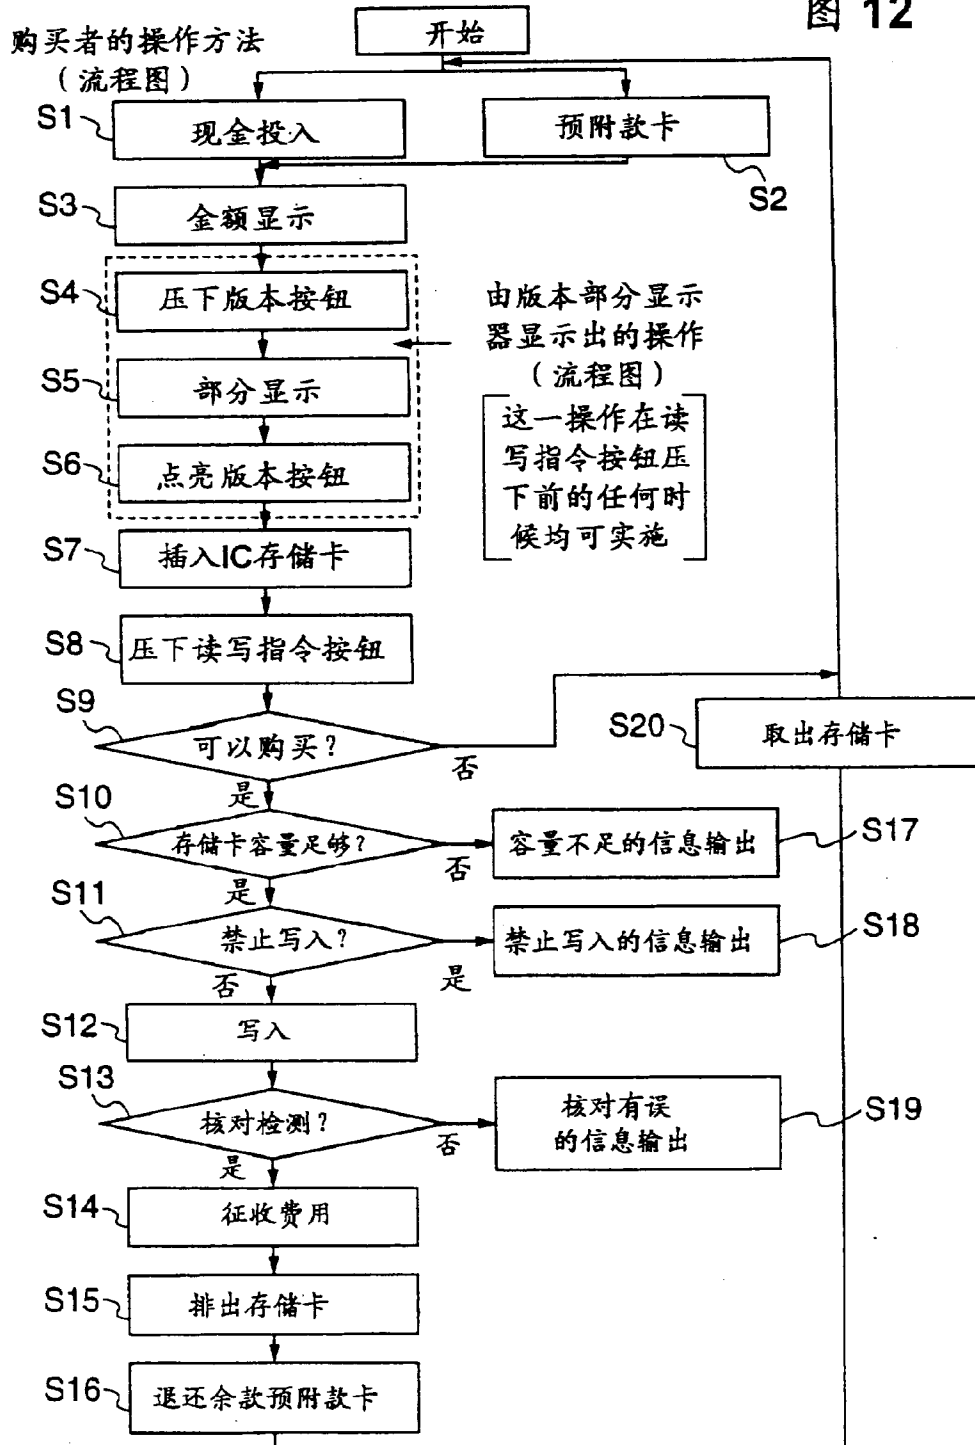 图 12
购买者的操作方法
(流程图)
开始
S1
现金投入
预附款卡
S2
S3
金额显示
S4
压下版本按钮
S5
部分显示
S6
点亮版本按钮
由版本部分显示
器显示出的操作
(流程图)
这一操作在读
写指令按钮压
下前的任何时
候均可实施
S7
插入IC存储卡
S8
压下读写指令按钮
S9
可以购买?
否
是
S20
取出存储卡
S10
存储卡容量足够?
否
是
容量不足的信息输出
S17
S11
禁止写入?
是
否
禁止写入的信息输出
S18
S12
写入
S13
核对检测?
否
是
核对有误
的信息输出
S19
S14
征收费用
S15
排出存储卡
S16
退还余款预附款卡